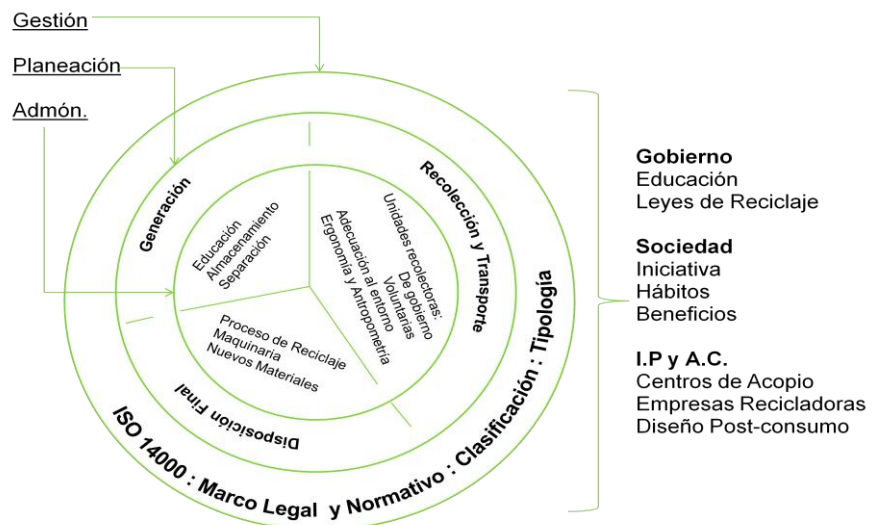 Gestión
Planeación
Admón.
Generación
Recolección y Transporte
Disposición Final
Educación
Almacenamiento
Separación
Unidades recolectoras:
De gobierno
Voluntarias
Adecuación al entorno
Ergonomía y Antropometría
Proceso de Reciclaje
Maquinaria
Nuevos Materiales
ISO 14000 : Marco Legal y Normativo : Clasificación : Tipología
Gobierno
Educación
Leyes de Reciclaje
Sociedad
Iniciativa
Hábitos
Beneficios
I.P y A.C.
Centros de Acopio
Empresas Recicladoras
Diseño Post-consumo